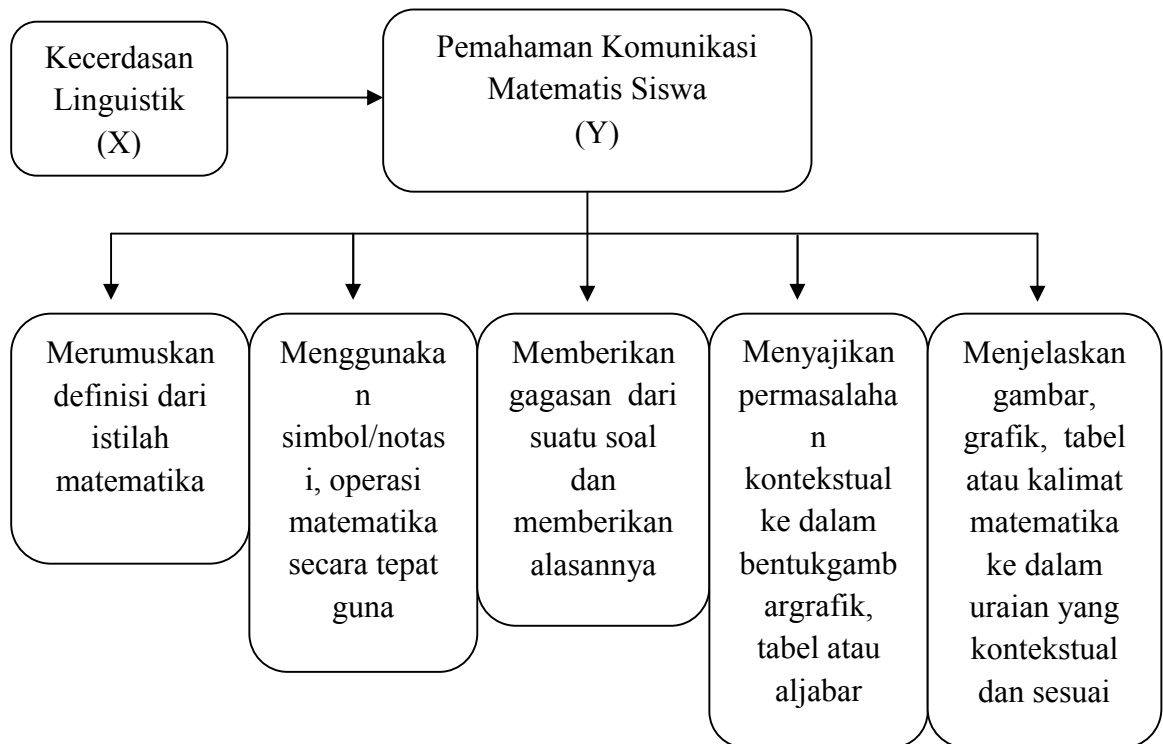 Kecerdasan
Linguistik
(X)
Pemahaman Komunikasi
Matematis Siswa
(Y)
Merumuskan
definisi dari
istilah
matematika
Menggunaka
n
simbol/notas
i, operasi
matematika
secara tepat
guna
Memberikan
gagasan dari
suatu soal
dan
memberikan
alasannya
Menyajikan
permasalaha
n
kontekstual
ke dalam
bentukgamb
argrafik,
tabel atau
aljabar
Menjelaskan
gambar,
grafik, tabel
atau kalimat
matematika
ke dalam
uraian yang
kontekstual
dan sesuai